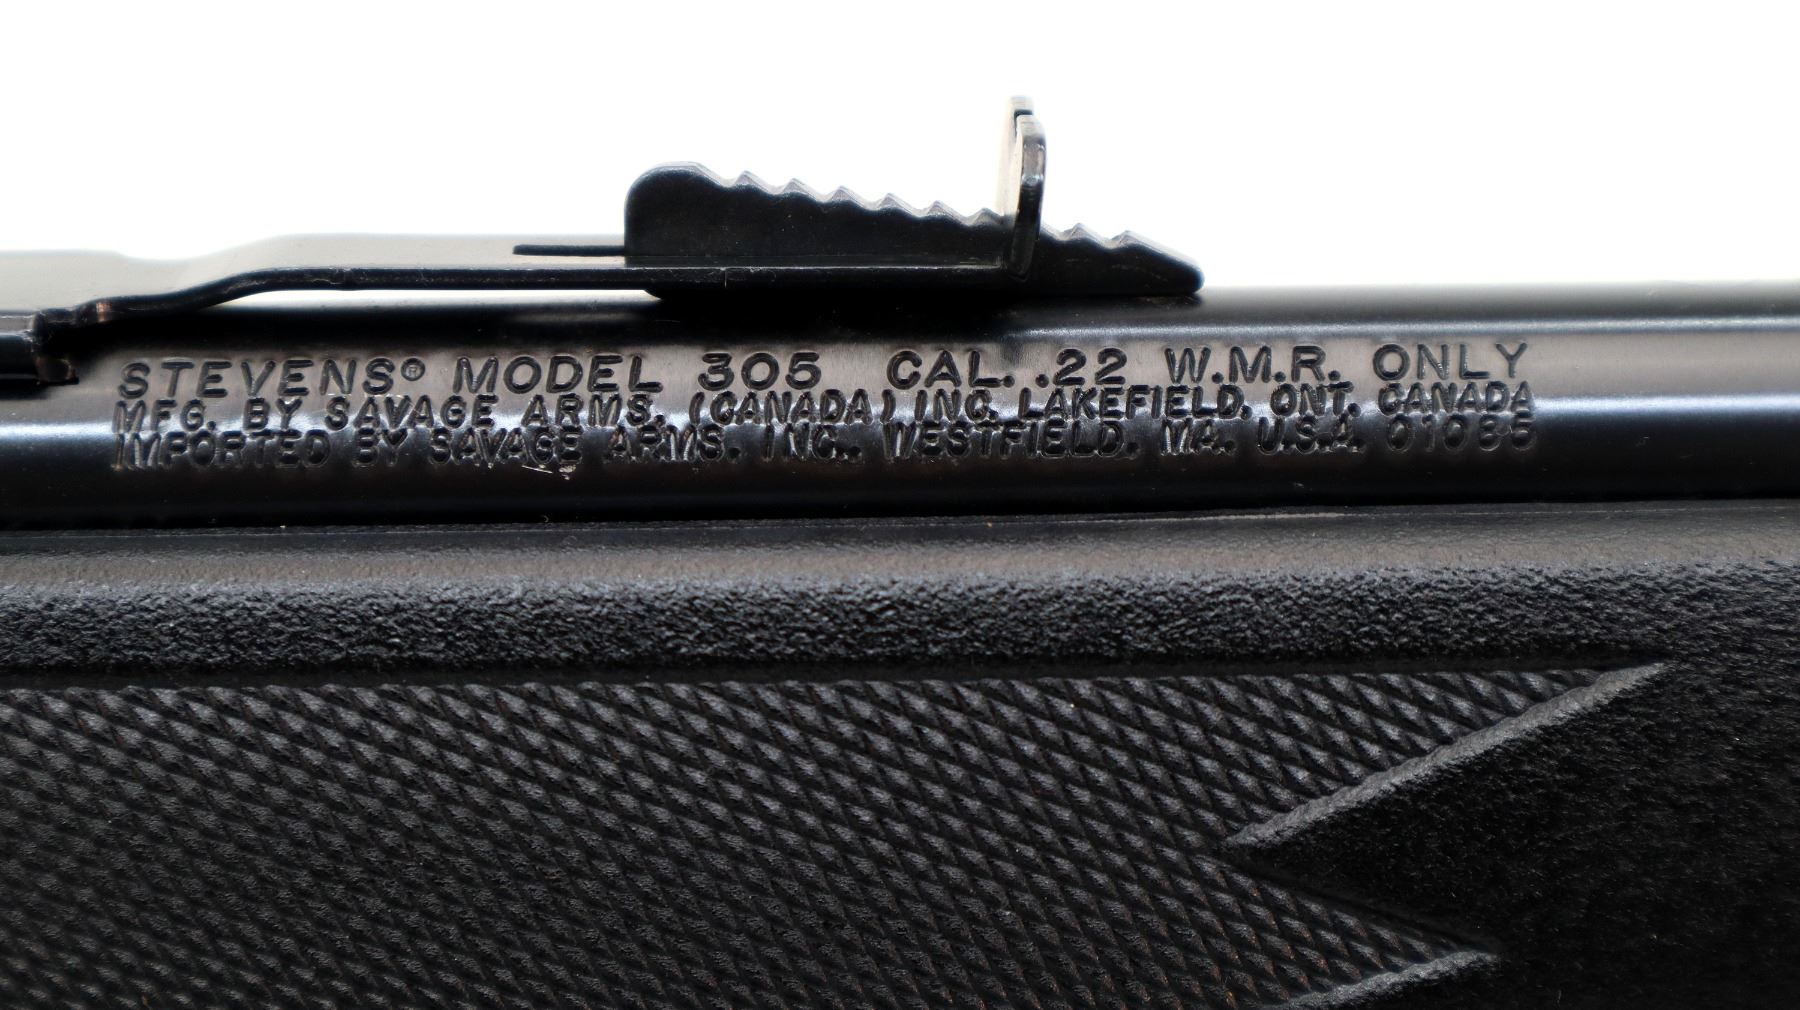 STEVENS® MODEL 305 CAL. .22 W.M.R. ONLY
MFG. BY SAVAGE ARMS. (CANADA) INC. LAKEFIELD, ONT. CANADA
IMPORTED BY SAVAGE ARMS. INC., WESTFIELD, MA. U.S.A. 01085